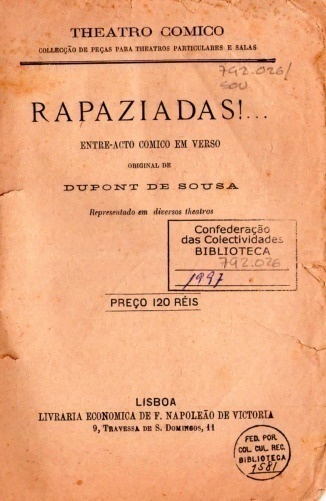 THEATRO COMICO
COLLECÇÃO DE PEÇAS PARA THEATROS PARTICULARES E SALAS
792.026/
SOU
RAPAZIADAS!...
ENTRE-ACTO COMICO EM VERSO
ORIGINAL DE
DUPONT DE SOUSA
Representado em diversos theatros
Confederação
das Colectividades
BIBLIOTECA
792.026
1997
PREÇO 120 RÉIS
LISBOA
LIVRARIA ECONOMICA DE F. NAPOLEÃO DE VICTORIA
9, TRAVESSA DE S. DOMINGOS, 11
FED. POR.
COL. CUL. REC.
BIBLIOTECA
1581